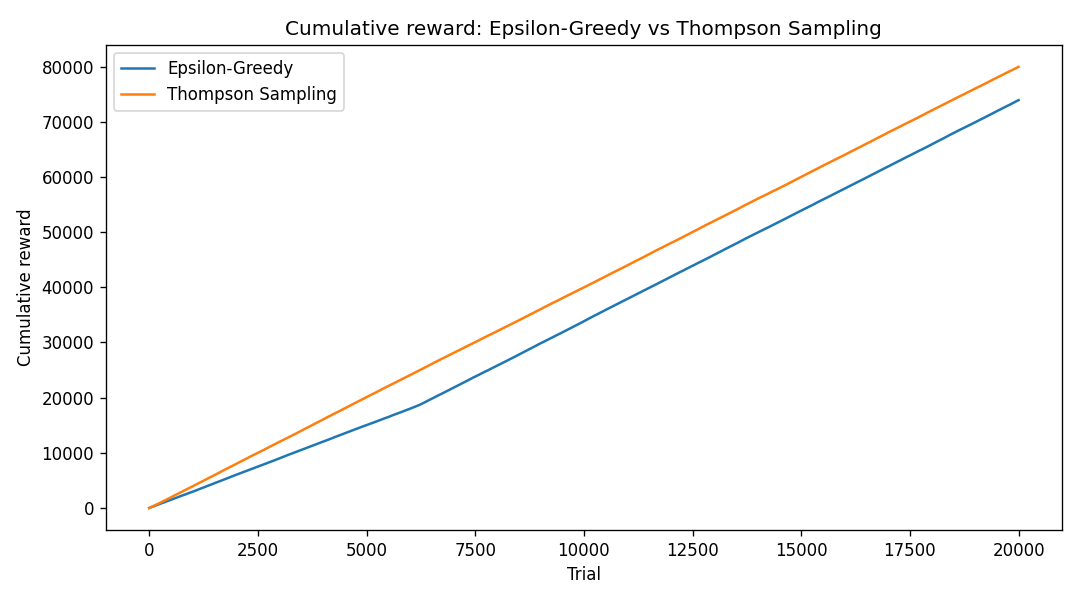 Cumulative reward: Epsilon-Greedy vs Thompson Sampling
Epsilon-Greedy
Thompson Sampling
Cumulative reward
80000
70000
60000
50000
40000
30000
20000
10000
0
0 2500 5000 7500 10000 12500 15000 17500 20000
Trial